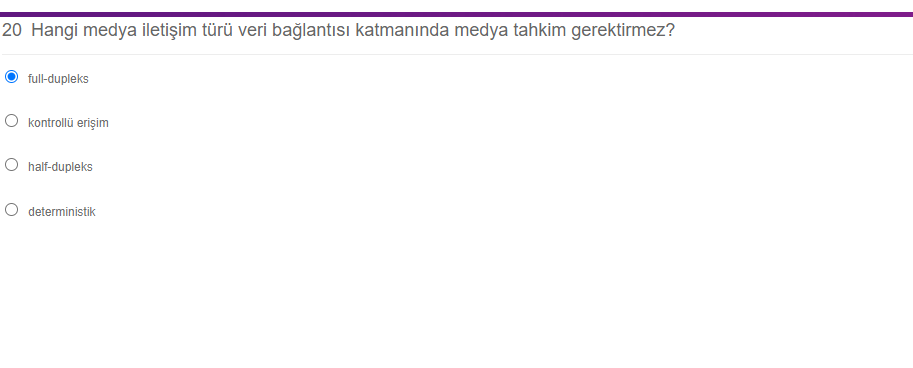 20 Hangi medya iletişim türü veri bağlantısı katmanında medya tahkim gerektirmez?
full-dupleks
kontrollü erişim
half-dupleks
deterministik